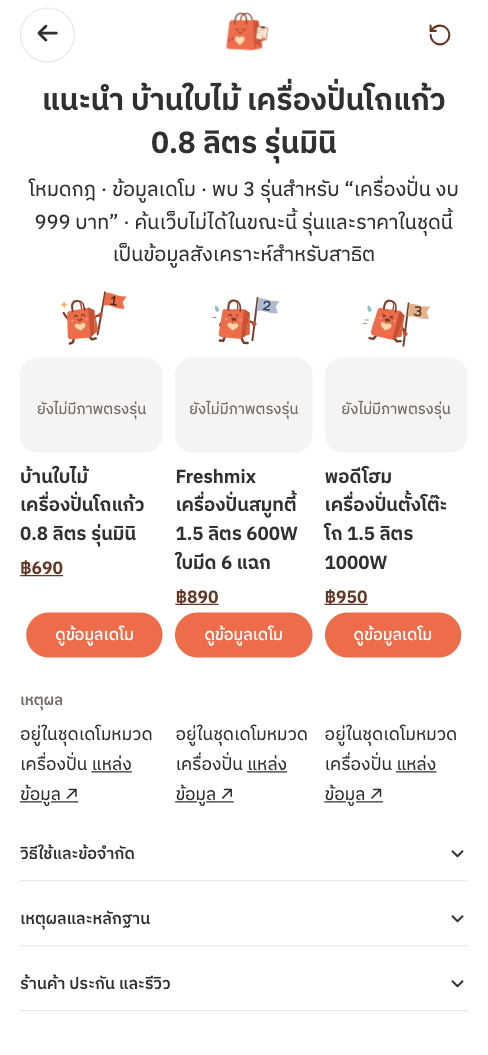 แนะนำ บ้านใบไม้ เครื่องปั่นโถแก้ว
0.8 ลิตร รุ่นมินิ
โหมดกฎ · ข้อมูลเดโม · พบ 3 รุ่นสำหรับ “เครื่องปั่น งบ
999 บาท” · ค้นเว็บไม่ได้ในขณะนี้ รุ่นและราคาในชุดนี้
เป็นข้อมูลสังเคราะห์สำหรับสาธิต
1
2
3
ยังไม่มีภาพตรงรุ่น
ยังไม่มีภาพตรงรุ่น
ยังไม่มีภาพตรงรุ่น
บ้านใบไม้
เครื่องปั่นโถแก้ว
0.8 ลิตร รุ่นมินิ
฿690
Freshmix
เครื่องปั่นสมูทตี้
1.5 ลิตร 600W
ใบมีด 6 แฉก
฿890
พอดีโฮม
เครื่องปั่นตั้งโต๊ะ
โถ 1.5 ลิตร
1000W
฿950
ดูข้อมูลเดโม
ดูข้อมูลเดโม
ดูข้อมูลเดโม
เหตุผล
อยู่ในชุดเดโมหมวด
เครื่องปั่น แหล่ง
ข้อมูล ↗
อยู่ในชุดเดโมหมวด
เครื่องปั่น แหล่ง
ข้อมูล ↗
อยู่ในชุดเดโมหมวด
เครื่องปั่น แหล่ง
ข้อมูล ↗
วิธีใช้และข้อจำกัด
เหตุผลและหลักฐาน
ร้านค้า ประกัน และรีวิว